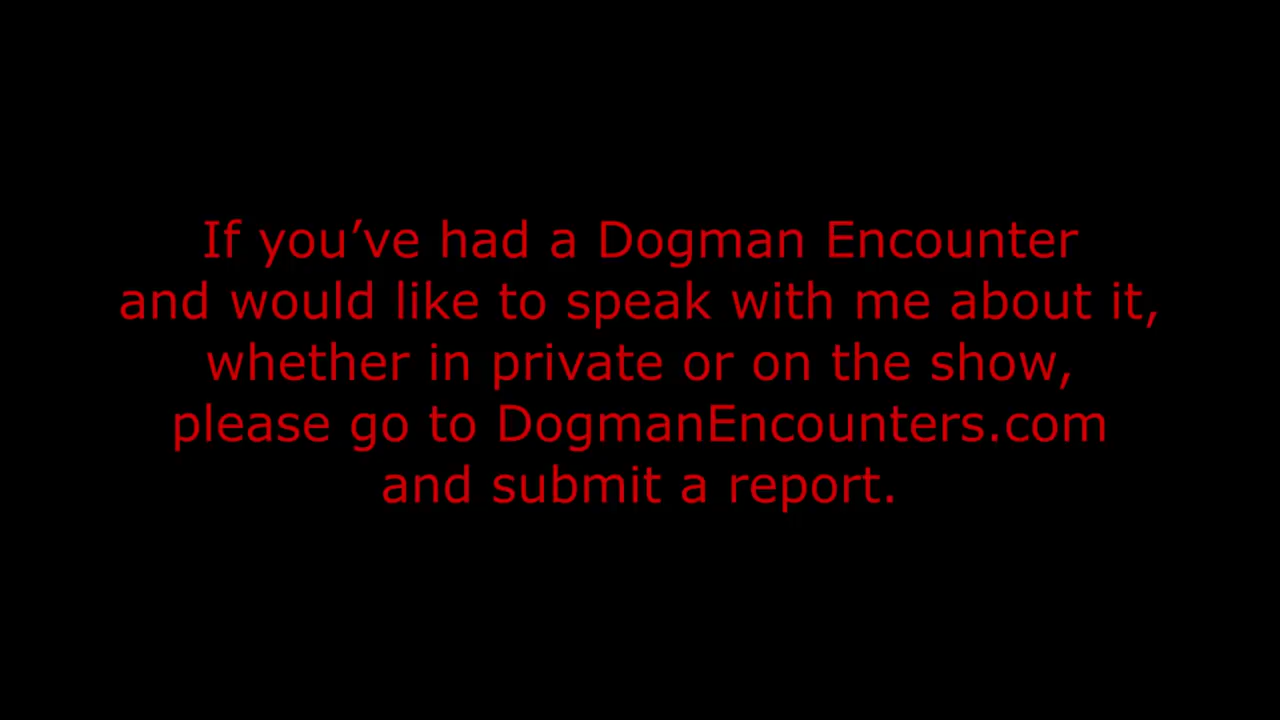 If you’ve had a Dogman Encounter
and would like to speak with me about it,
whether in private or on the show,
please go to DogmanEncounters.com
and submit a report.